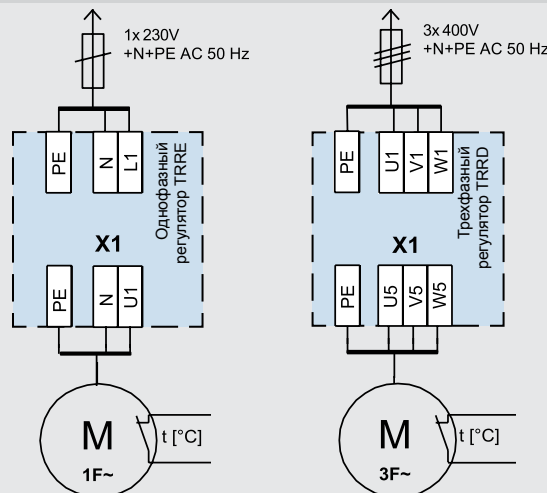 1x 230V
+N+PE AC 50 Hz
PE
N
L1
Однофазный
регулятор TRRE
X1
PE
N
U1
M
1F~
t [°C]
3x 400V
+N+PE AC 50 Hz
PE
U1
V1
W1
Трехфазный
регулятор TRRD
X1
PE
U5
V5
W5
M
3F~
t [°C]